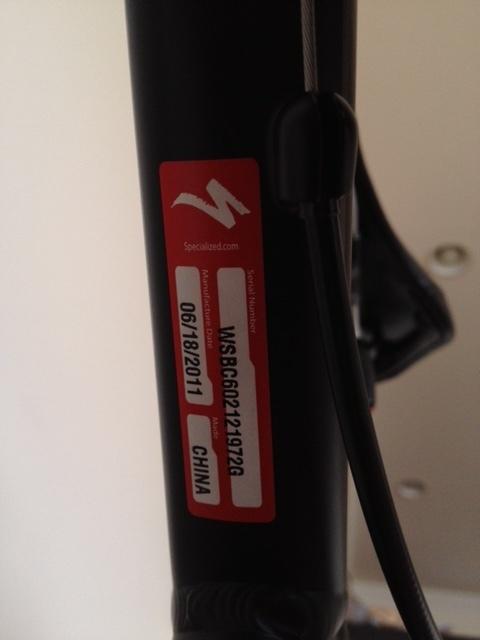 Specialized.com
Serial Number
WSBC602121972G
Manufacture Date
06/18/2011
Made
CHINA